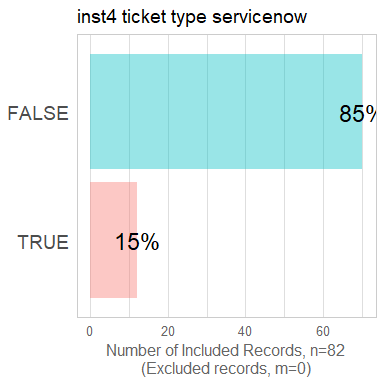 inst4 ticket type servicenow
FALSE
85%
TRUE
15%
0
20
40
60
Number of Included Records, n=82
(Excluded records, m=0)